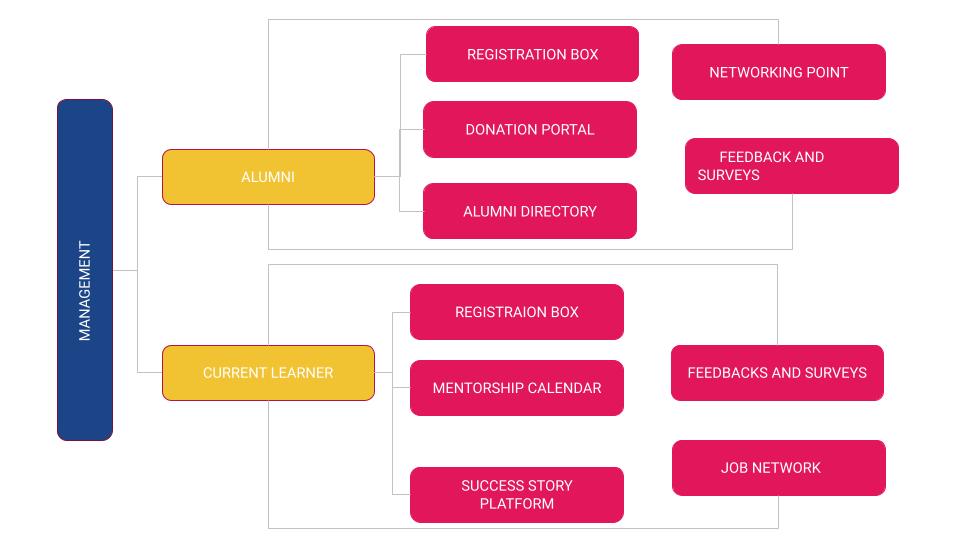 MANAGEMENT
ALUMNI
REGISTRATION BOX
DONATION PORTAL
ALUMNI DIRECTORY
NETWORKING POINT
FEEDBACK AND
SURVEYS
CURRENT LEARNER
REGISTRAION BOX
MENTORSHIP CALENDAR
SUCCESS STORY
PLATFORM
FEEDBACKS AND SURVEYS
JOB NETWORK